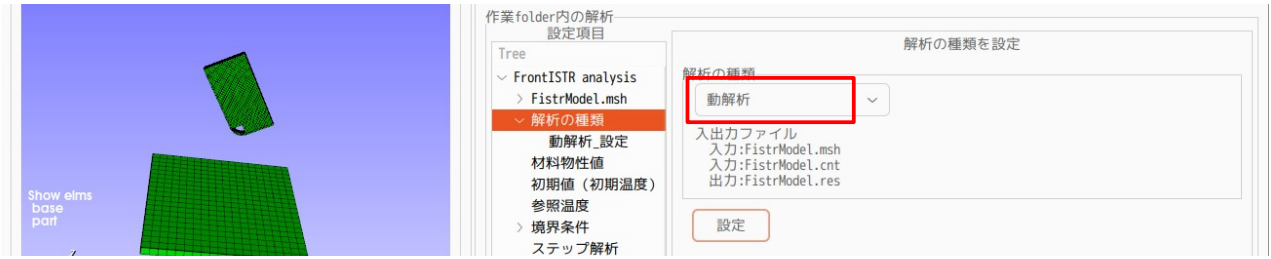 Show elms
base
part
作業folder内の解析
設定項目
Tree
FrontISTR analysis
FistrModel.msh
解析の種類
動解析_設定
材料物性値
初期値（初期温度）
参照温度
境界条件
ステップ解析
解析の種類を設定
解析の種類
動解析
入出力ファイル
入力:FistrModel.msh
入力:FistrModel.cnt
出力:FistrModel.res
設定